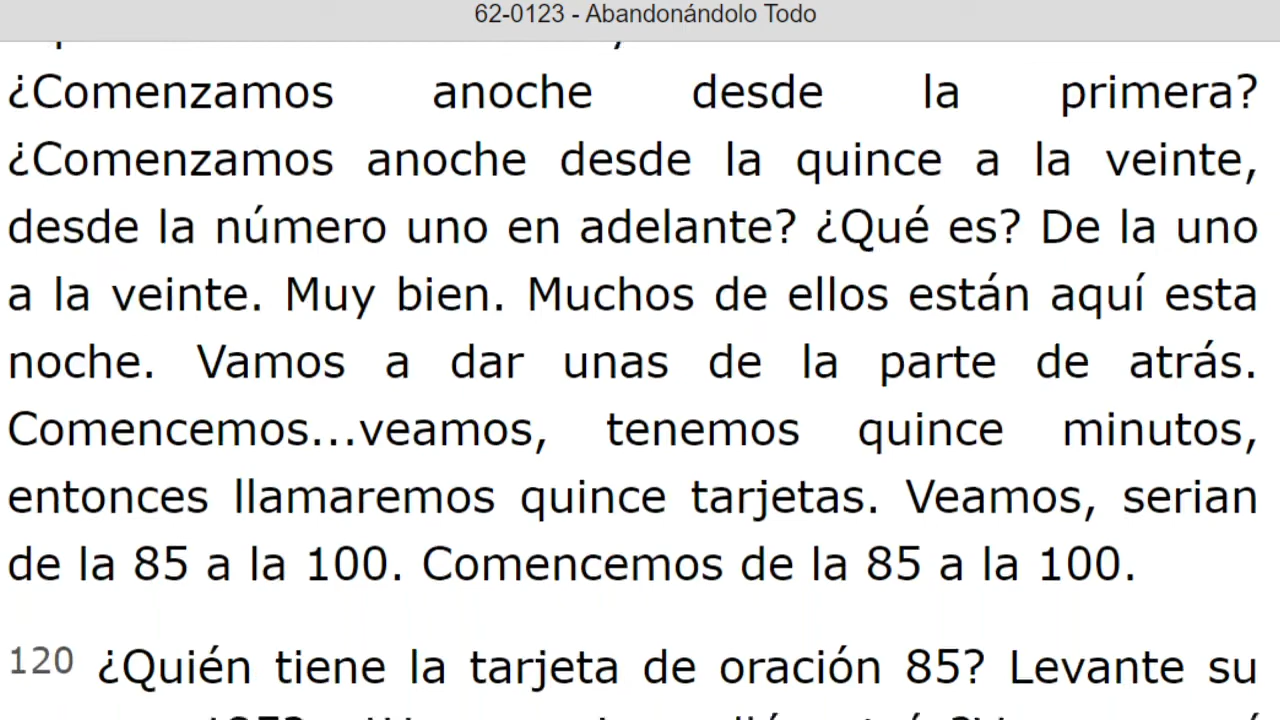 62-0123 - Abandonándolo Todo
¿Comenzamos anoche desde la primera?
¿Comenzamos anoche desde la quince a la veinte,
desde la número uno en adelante? ¿Qué es? De la uno
a la veinte. Muy bien. Muchos de ellos están aquí esta
noche. Vamos a dar unas de la parte de atrás.
Comencemos...veamos, tenemos quince minutos,
entonces llamaremos quince tarjetas. Veamos, serian
de la 85 a la 100. Comencemos de la 85 a la 100.
120 ¿Quién tiene la tarjeta de oración 85? Levante su